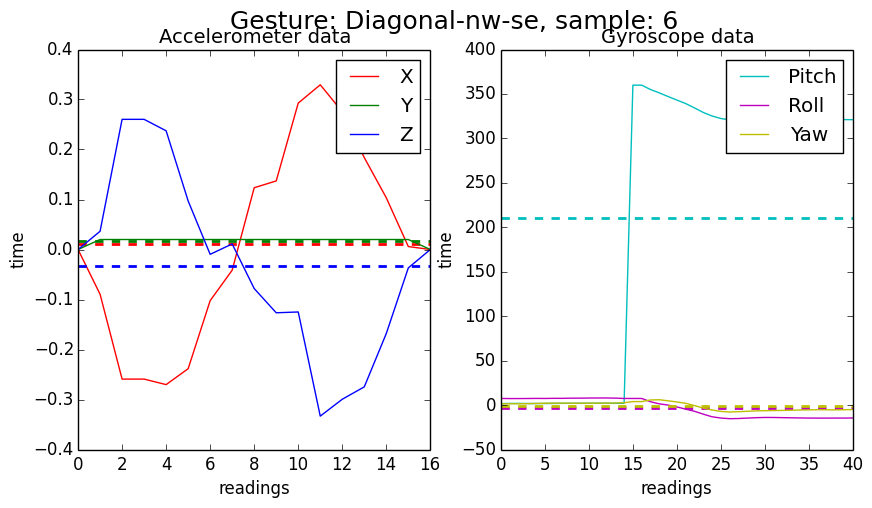 Gesture: Diagonal-nw-se, sample: 6
Accelerometer data
0.4
0.3
0.2
0.1
0.0
−0.1
−0.2
−0.3
−0.4
time
0 2 4 6 8 10 12 14 16
readings
X
Y
Z
Gyroscope data
400
350
300
250
200
150
100
50
0
−50
time
0 5 10 15 20 25 30 35 40
readings
Pitch
Roll
Yaw